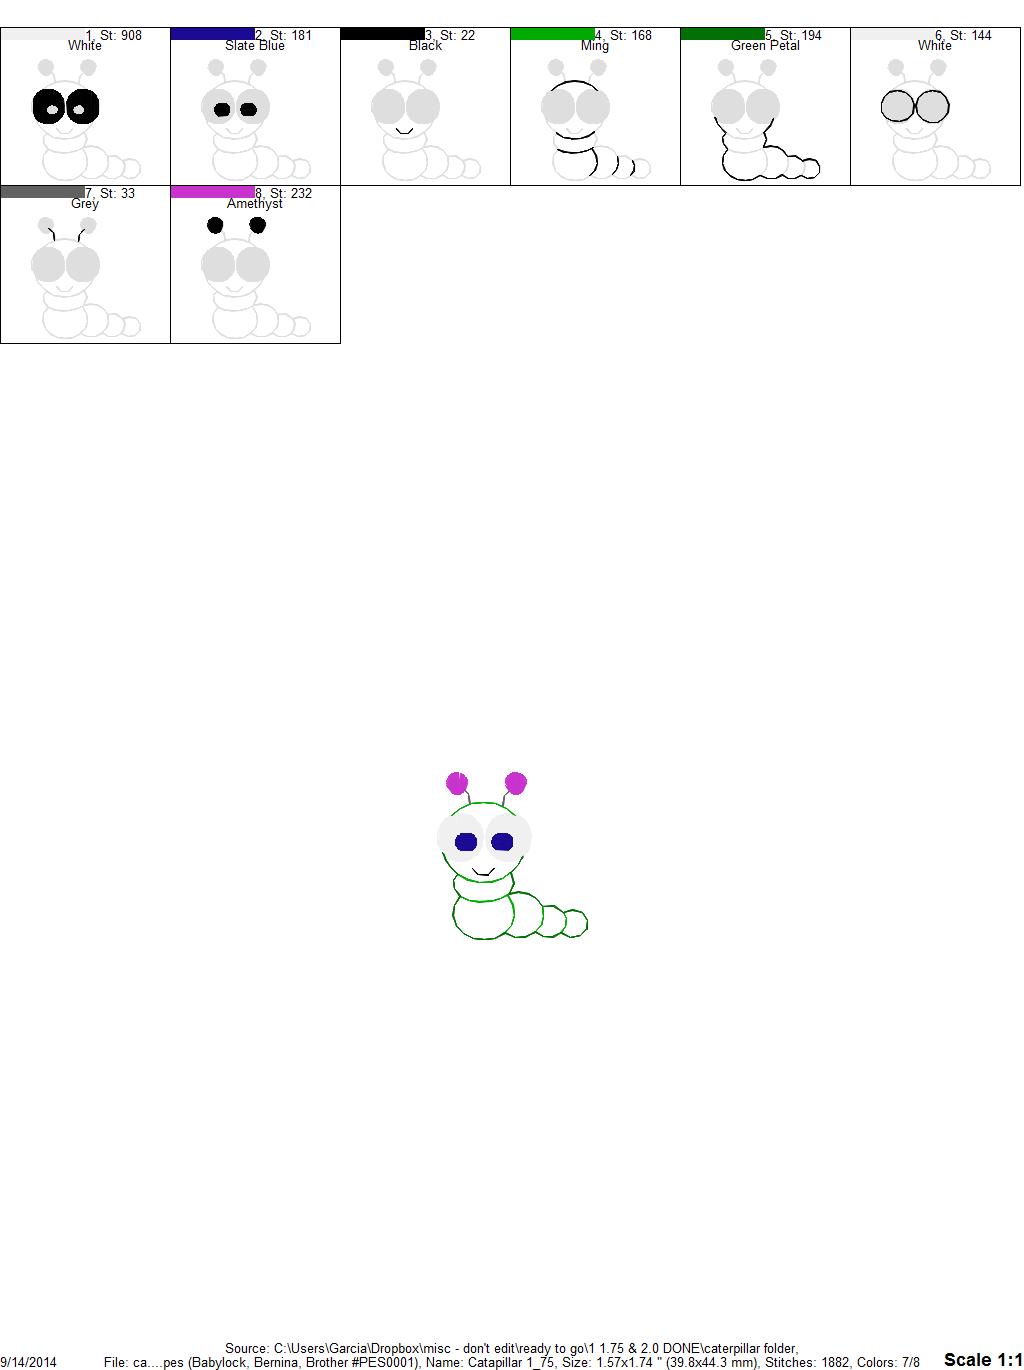 1, St: 908
White
2, St: 181
Slate Blue
3, St: 22
Black
4, St: 168
Ming
5, St: 194
Green Petal
6, St: 144
White
7, St: 33
Grey
8, St: 232
Amethyst
Source: C:\Users\Garcia\Dropbox\misc - don't edit\ready to go\1 1.75 & 2.0 DONE\caterpillar folder,
9/14/2014 File: ca....pes (Babylock, Bernina, Brother #PES0001), Name: Catapillar 1_75, Size: 1.57x1.74 " (39.8x44.3 mm), Stitches: 1882, Colors: 7/8 Scale 1:1